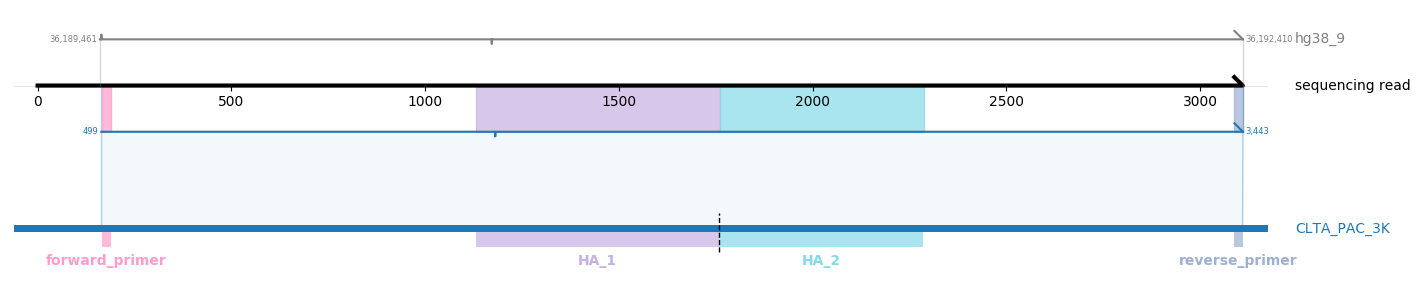 36,189,461 36,192,410 hg38_9
sequencing read
0 500 1000 1500 2000 2500 3000
499 3,443
CLTA_PAC_3K
forward_primer HA_1 HA_2 reverse_primer